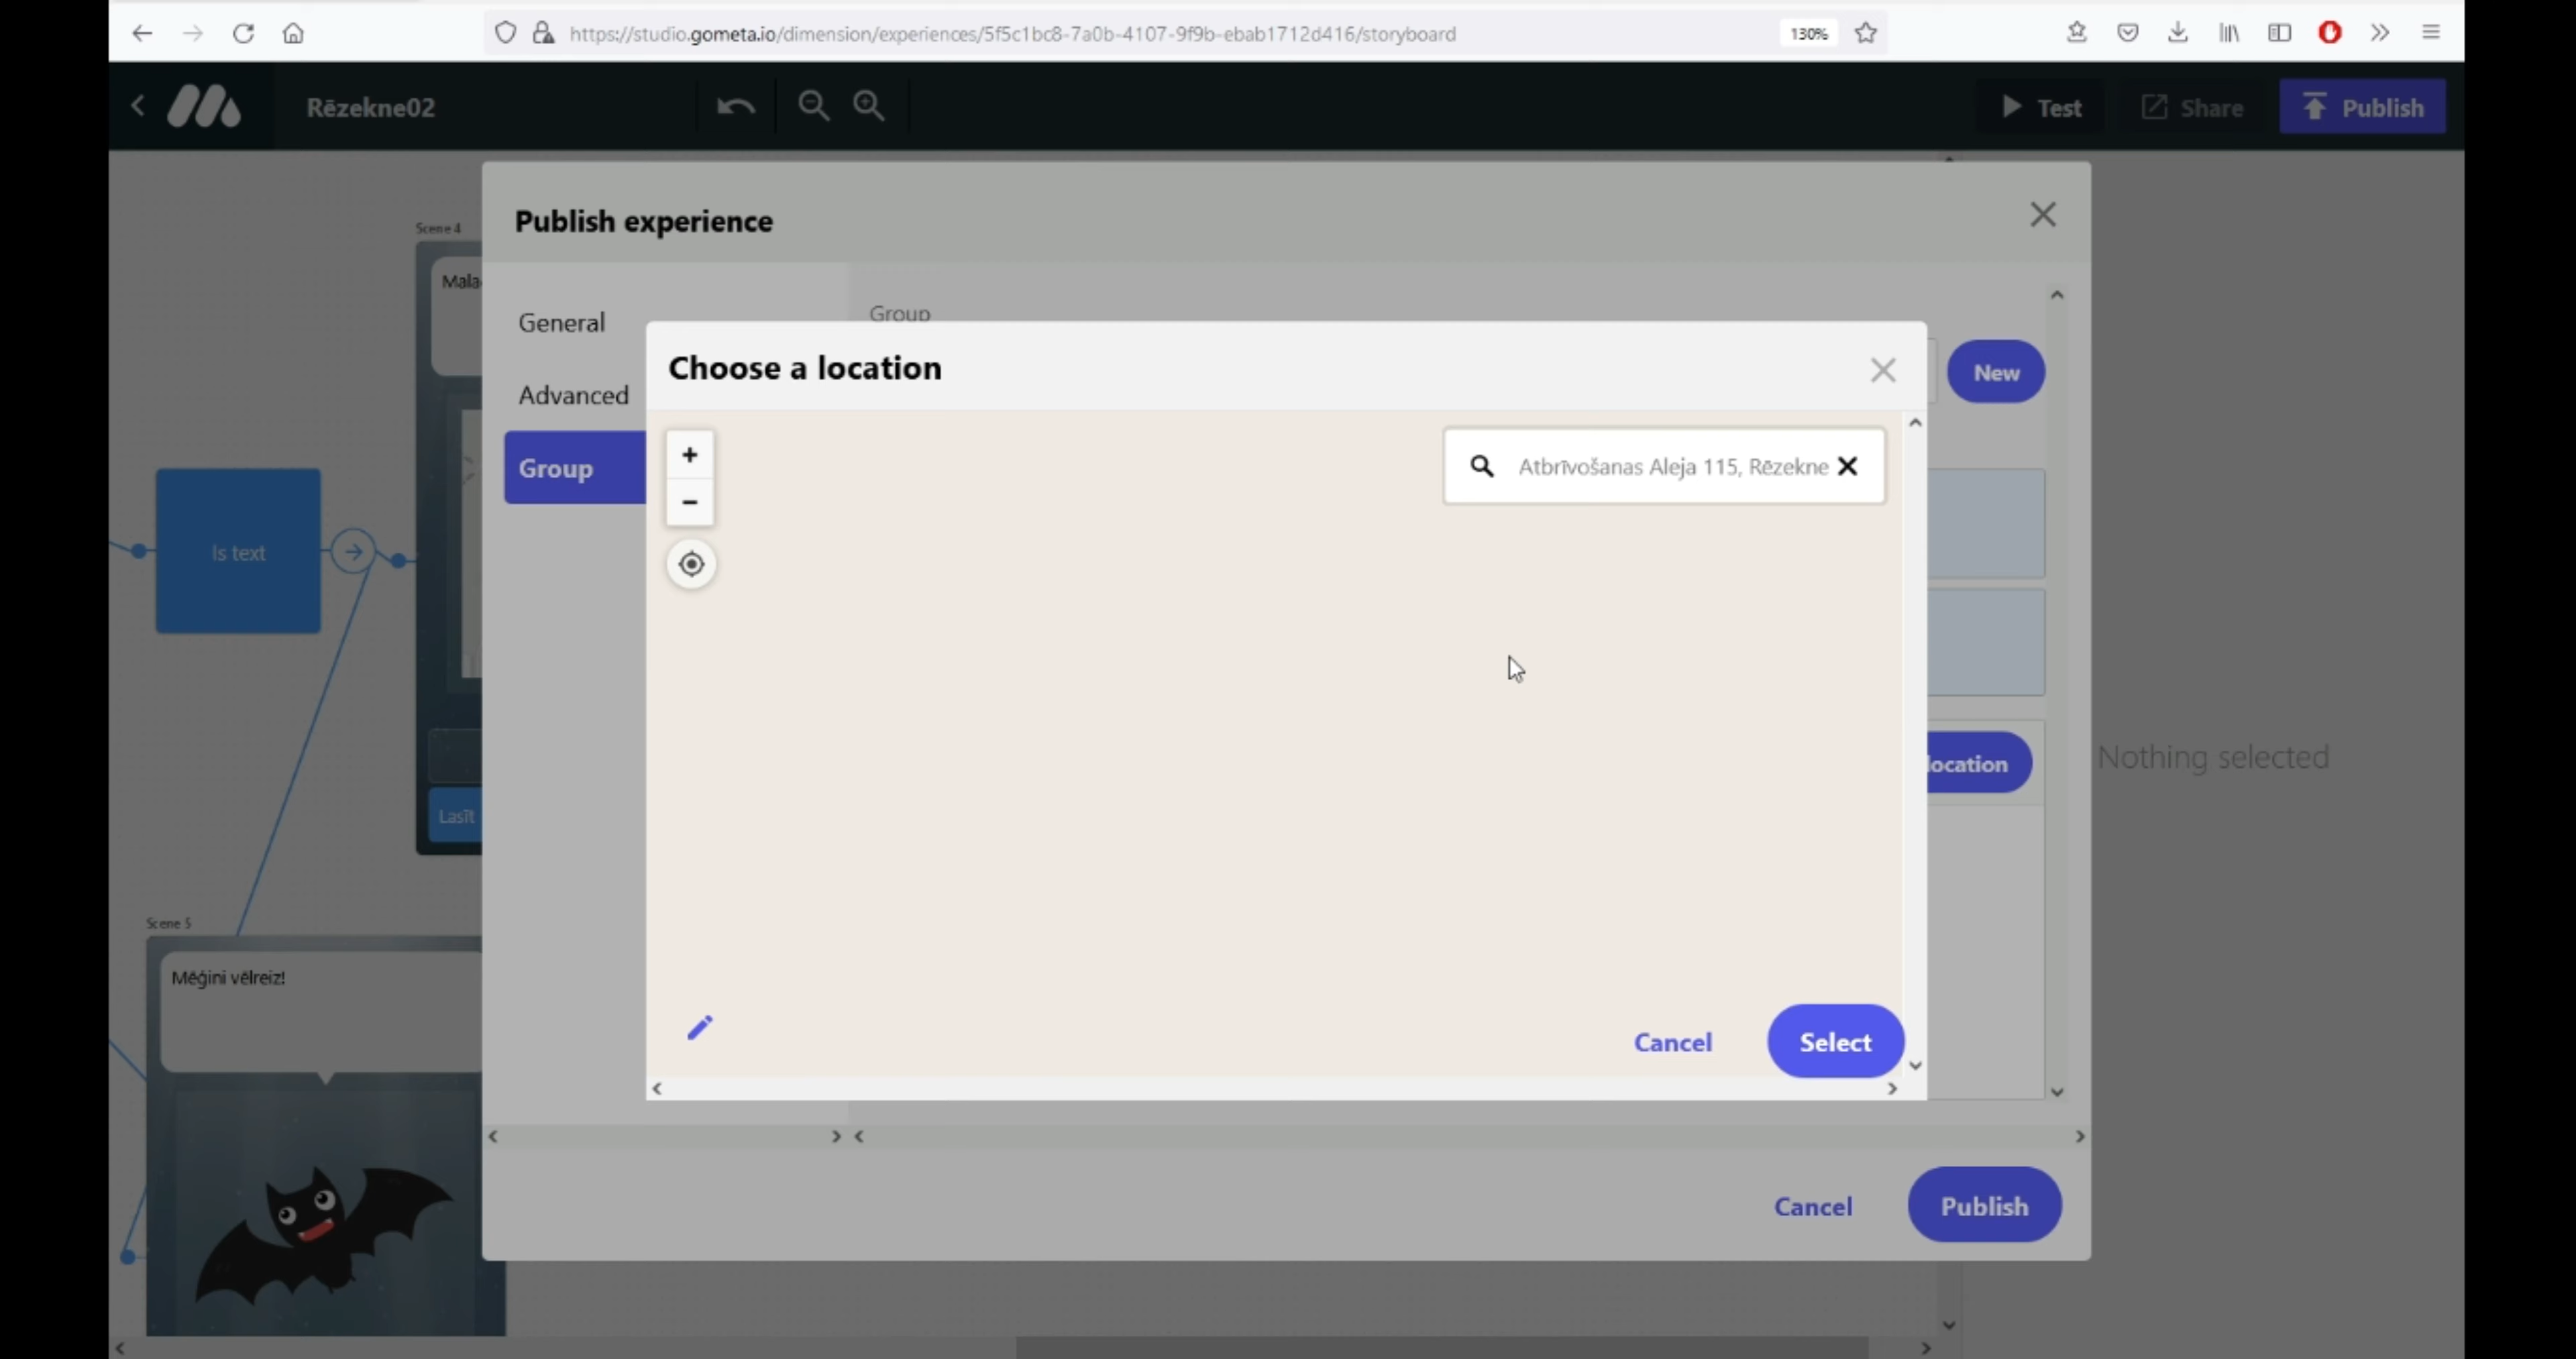 https://studio.gometa.io/dimension/experiences/5f5c1bc8-7a0b-4107-9f9b-ebab1712d416/storyboard
130%
Rēzekne02
Test
Share
Publish
Publish experience
Scene 4
General
Group
Advanced
Choose a location
New
Group
Atbrīvošanas Aleja 115, Rēzekne
Is text
Nothing selected
location
Lasīt
Scene 5
Mēģini vēlreiz!
Cancel
Select
Cancel
Publish